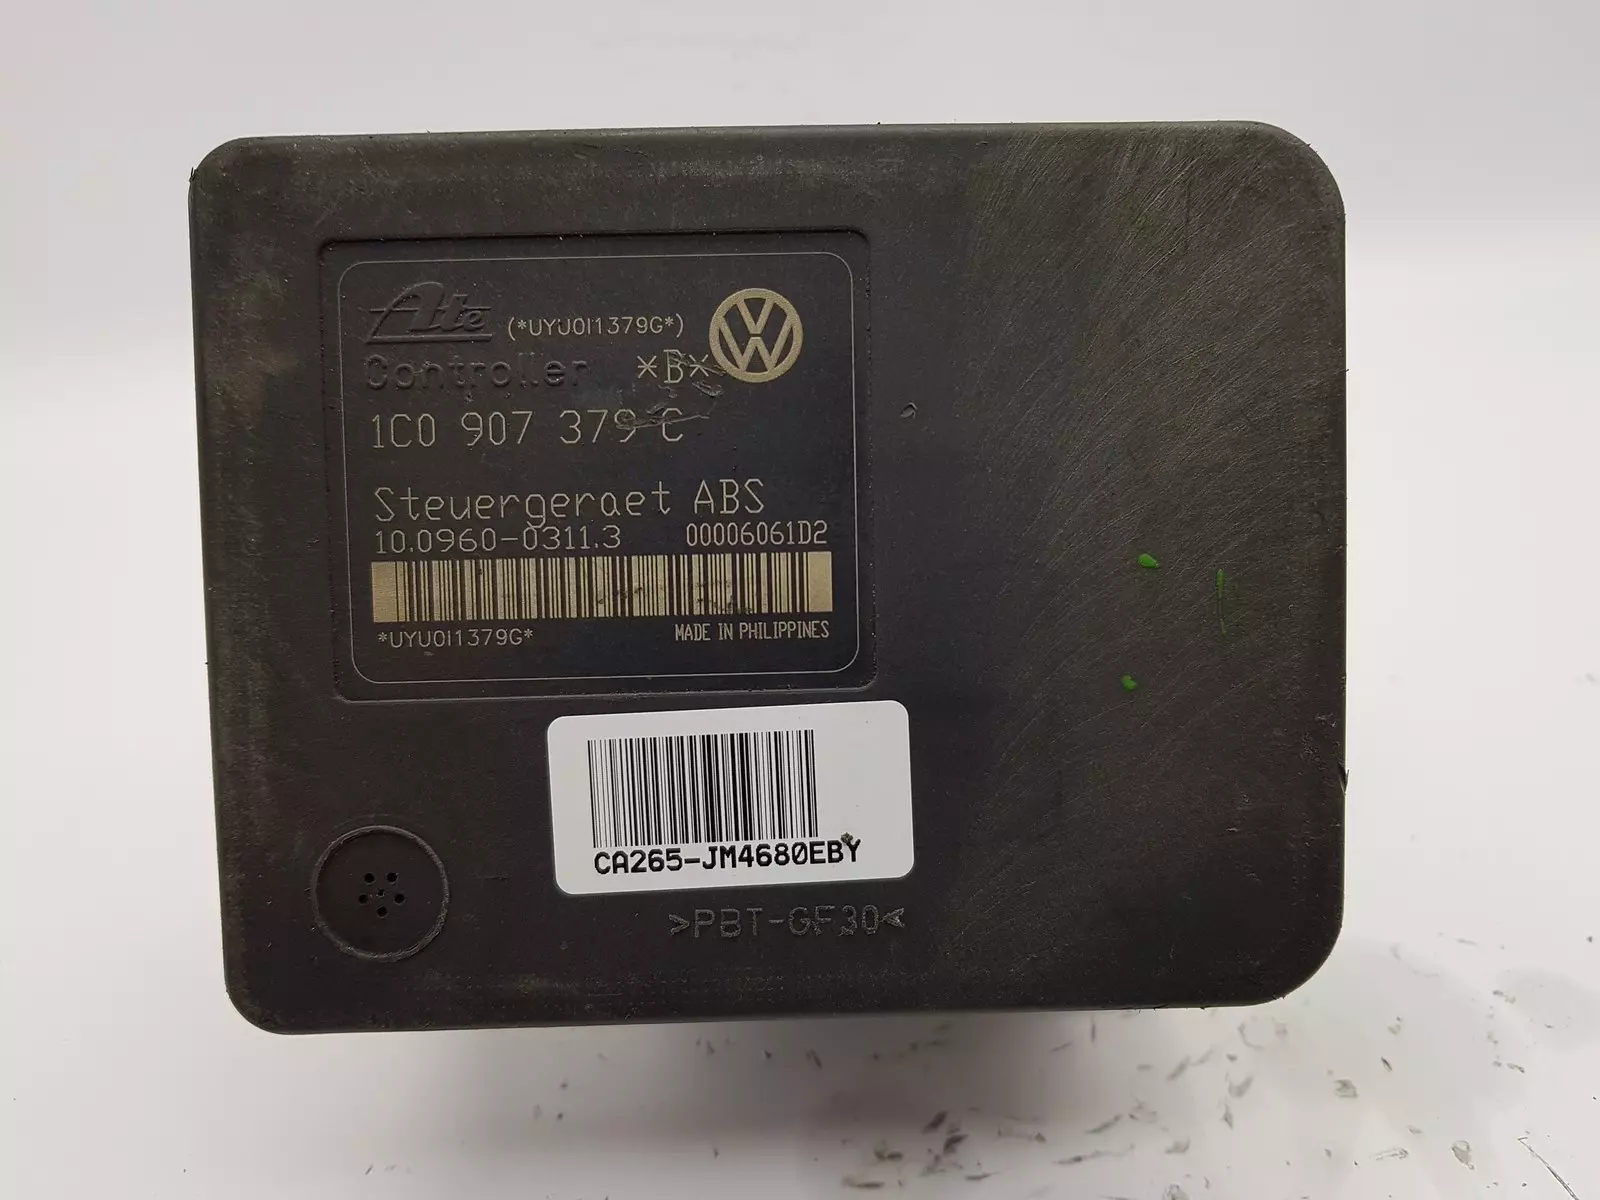 Ate (*UYU0I1379G*)
Controller *B*
1C0 907 379 C
Steuergeraet ABS
10.0960-0311.3 00006061D2
*UYU0I1379G* MADE IN PHILIPPINES
CA265-JM4680EBY
>PBT-GF30<